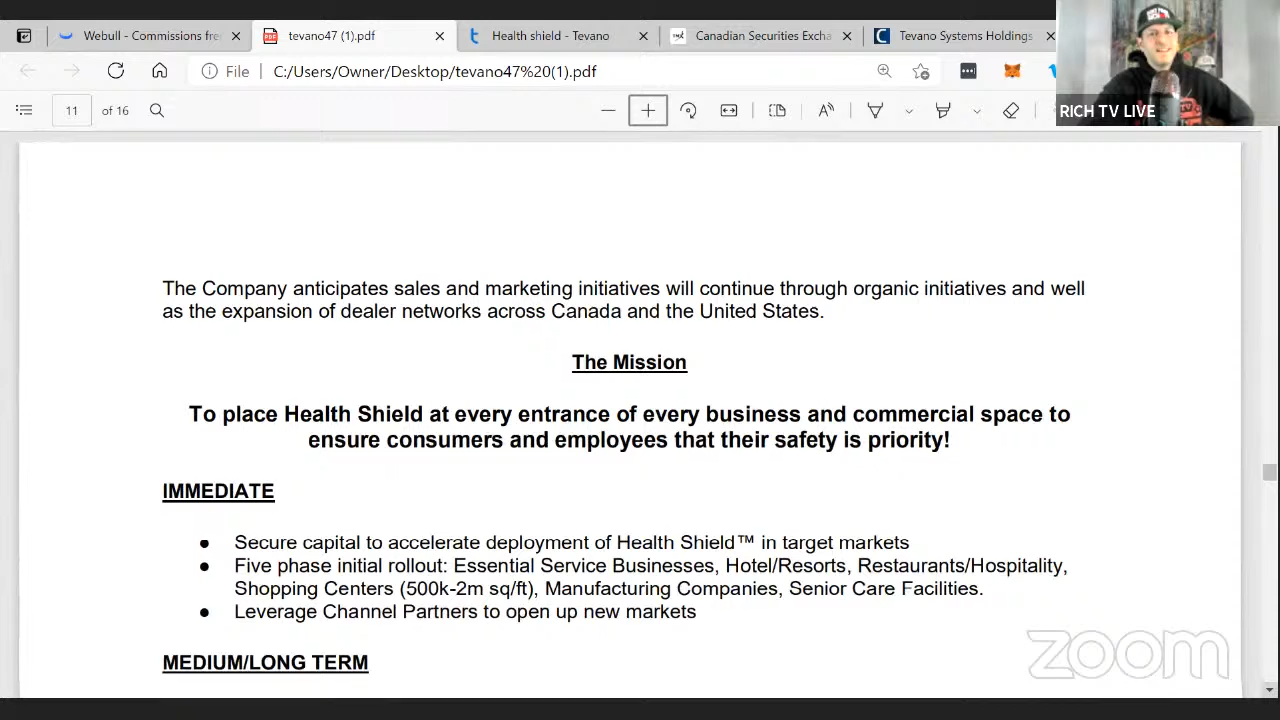 Webull - Commissions fre
tevano47 (1).pdf
Health shield - Tevano
Canadian Securities Excha
Tevano Systems Holdings
File
C:/Users/Owner/Desktop/tevano47%20(1).pdf
11 of 16
RICH TV LIVE
The Company anticipates sales and marketing initiatives will continue through organic initiatives and well
as the expansion of dealer networks across Canada and the United States.
The Mission
To place Health Shield at every entrance of every business and commercial space to
ensure consumers and employees that their safety is priority!
IMMEDIATE
● Secure capital to accelerate deployment of Health Shield™ in target markets
● Five phase initial rollout: Essential Service Businesses, Hotel/Resorts, Restaurants/Hospitality,
Shopping Centers (500k-2m sq/ft), Manufacturing Companies, Senior Care Facilities.
● Leverage Channel Partners to open up new markets
MEDIUM/LONG TERM
zoom